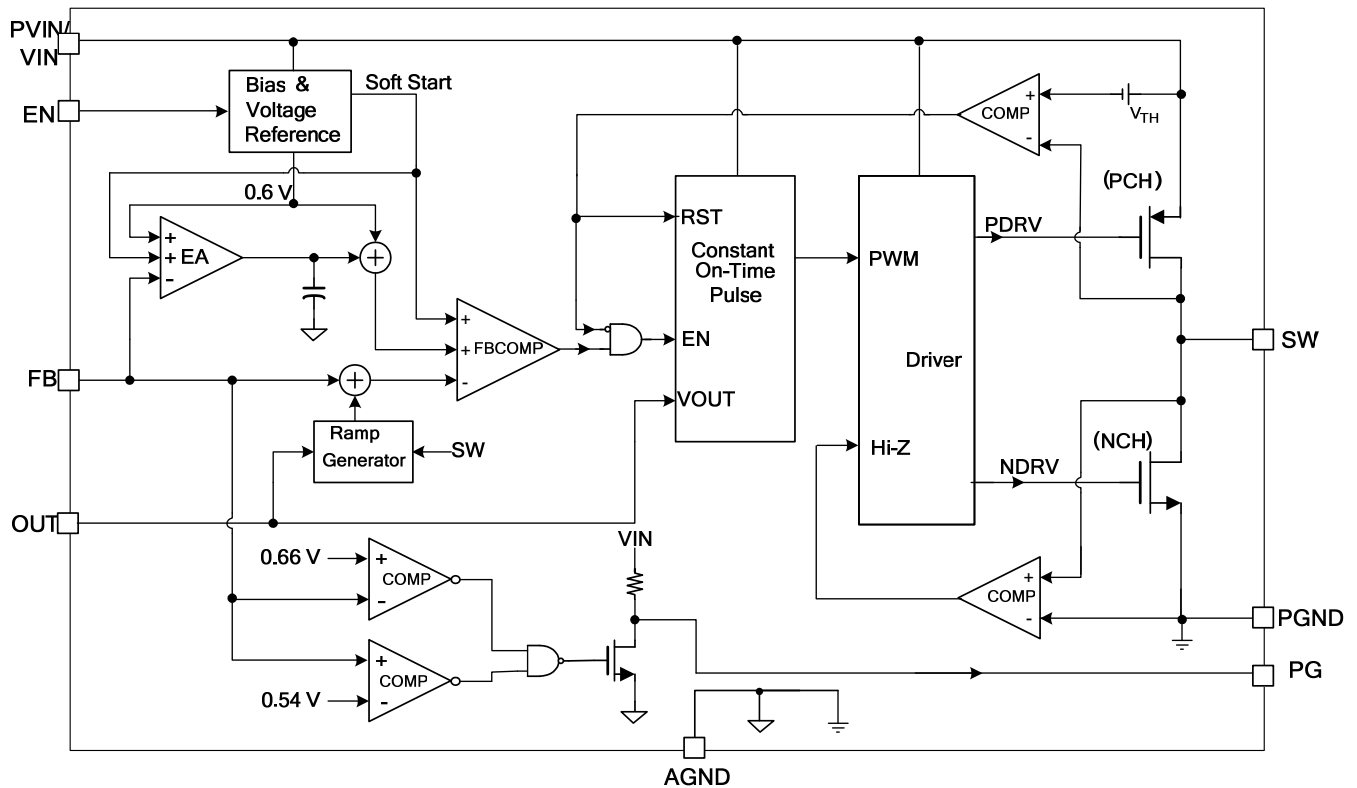 PVIN/
VIN
EN
Bias &
Voltage
Reference
Soft Start
0.6 V
+
+
-
EA
+
+
+
-
FBCOMP
FB
+
Ramp
Generator
SW
OUT
RST
Constant
On-Time
Pulse
EN
VOUT
PWM
Driver
Hi-Z
PDRV
NDRV
+
-
COMP
VTH
(PCH)
SW
(NCH)
+
-
COMP
PGND
PG
0.66 V
+
-
COMP
0.54 V
+
-
COMP
VIN
AGND